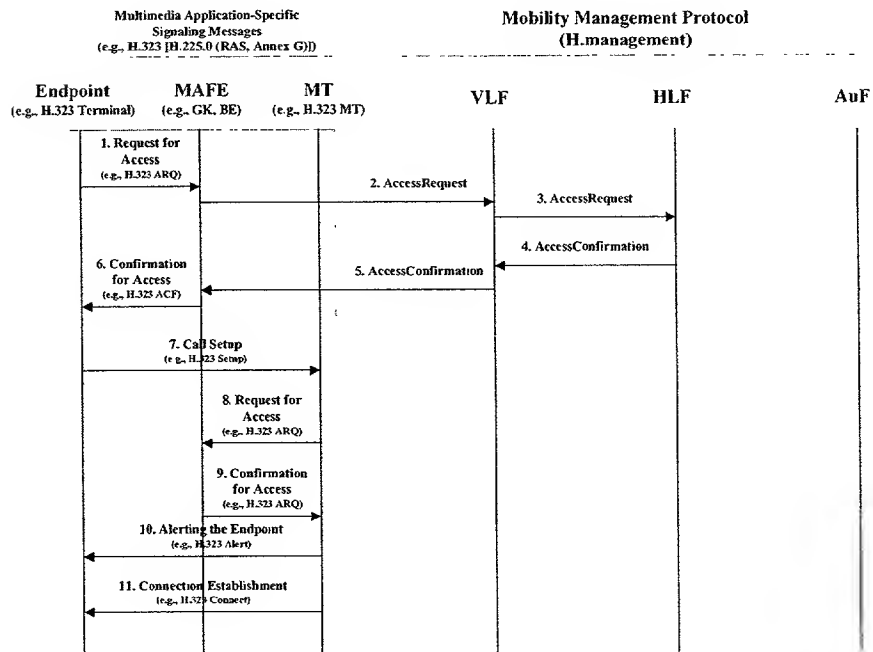 Multimedia Application-Specific
Signaling Messages
(e.g., H.323 [H.225.0 (RAS, Annex G)])
Mobility Management Protocol
(H.management)
Endpoint
(e.g., H.323 Terminal)
MAFE
(e.g., GK, BE)
MT
(e.g., H.323 MT)
VLF
HLF
AuF
1. Request for
Access
(e.g., H.323 ARQ)
2. AccessRequest
3. AccessRequest
4. AccessConfirmation
5. AccessConfirmation
6. Confirmation
for Access
(e.g., H.323 ACF)
7. Call Setup
(e.g., H.323 Setup)
8. Request for
Access
(e.g., H.323 ARQ)
9. Confirmation
for Access
(e.g., H.323 ARQ)
10. Alerting the Endpoint
(e.g., H.323 Alert)
11. Connection Establishment
(e.g., H.323 Connect)